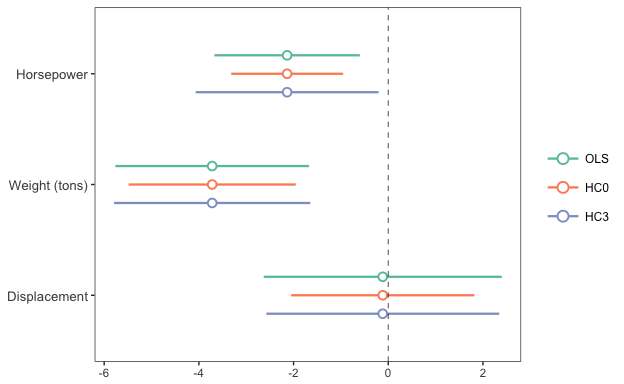 Horsepower
Weight (tons)
Displacement
-6 -4 -2 0 2
OLS
HC0
HC3